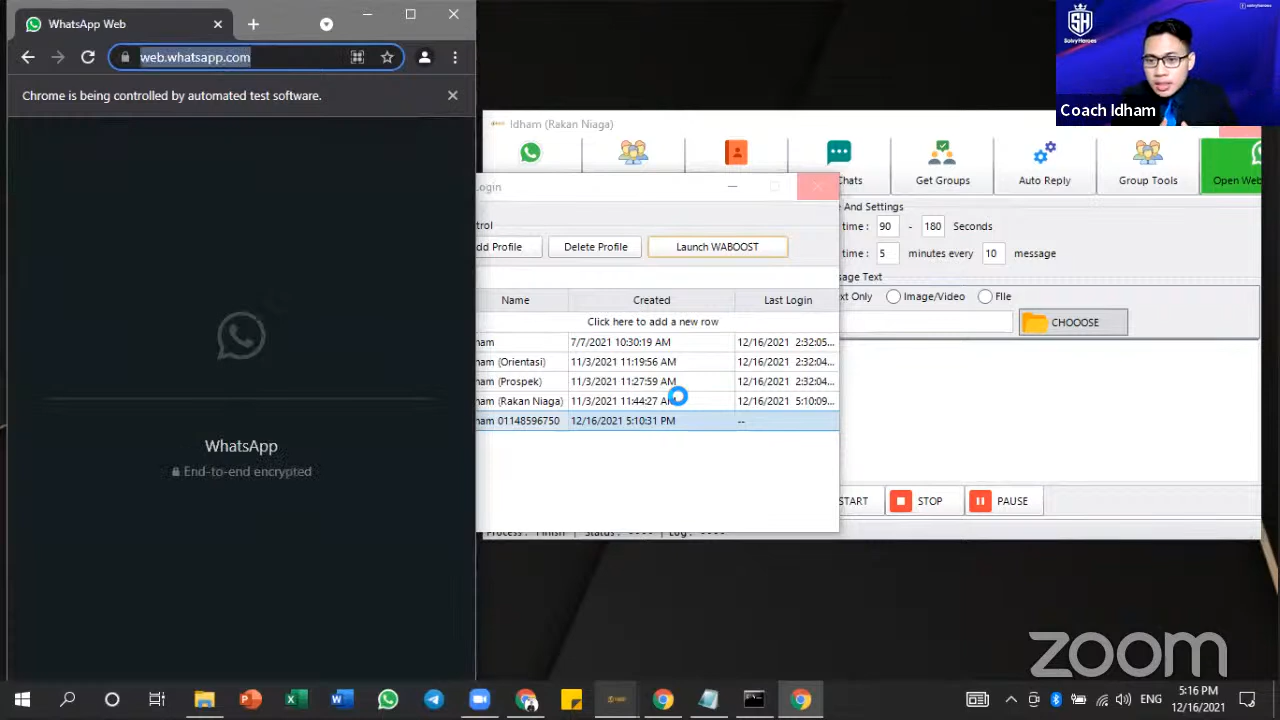 WhatsApp Web
web.whatsapp.com
Chrome is being controlled by automated test software.
WhatsApp
End-to-end encrypted
Idham (Rakan Niaga)
Chats
Get Groups
Auto Reply
Group Tools
Open Web
Login
trol
dd Profile
Delete Profile
Launch WABOOST
Name
Created
Last Login
Click here to add a new row
ham
7/7/2021 10:30:19 AM
12/16/2021 2:32:05...
ham (Orientasi)
11/3/2021 11:19:56 AM
12/16/2021 2:32:04...
ham (Prospek)
11/3/2021 11:27:59 AM
12/16/2021 2:32:04...
ham (Rakan Niaga)
11/3/2021 11:44:27 AM
12/16/2021 5:10:09...
ham 01148596750
12/16/2021 5:10:31 PM
--
e And Settings
time :
90
-
180
Seconds
time :
5
minutes every
10
message
sage Text
xt Only
Image/Video
File
CHOOOSE
START
STOP
PAUSE
Process : Finish | Status : ---- | Log : ----
SH
SolvyHeroes
Coach Idham
zoom
ENG
5:16 PM
12/16/2021